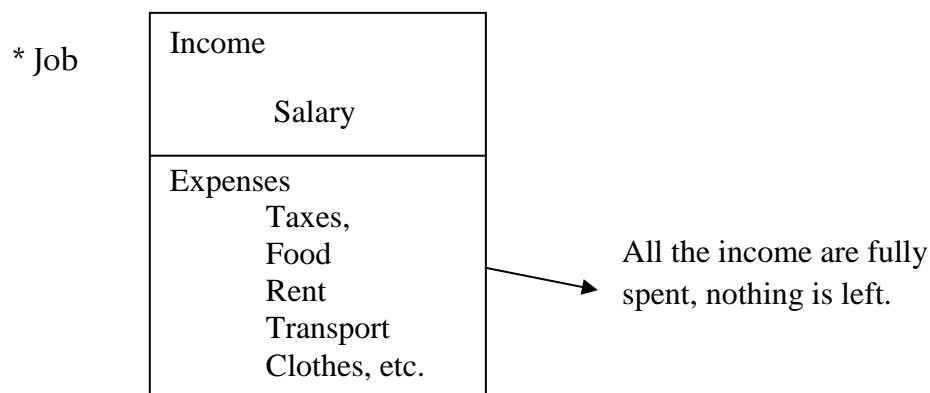 * Job
Income
Salary
Expenses
Taxes,
Food
Rent
Transport
Clothes, etc.
All the income are fully
spent, nothing is left.